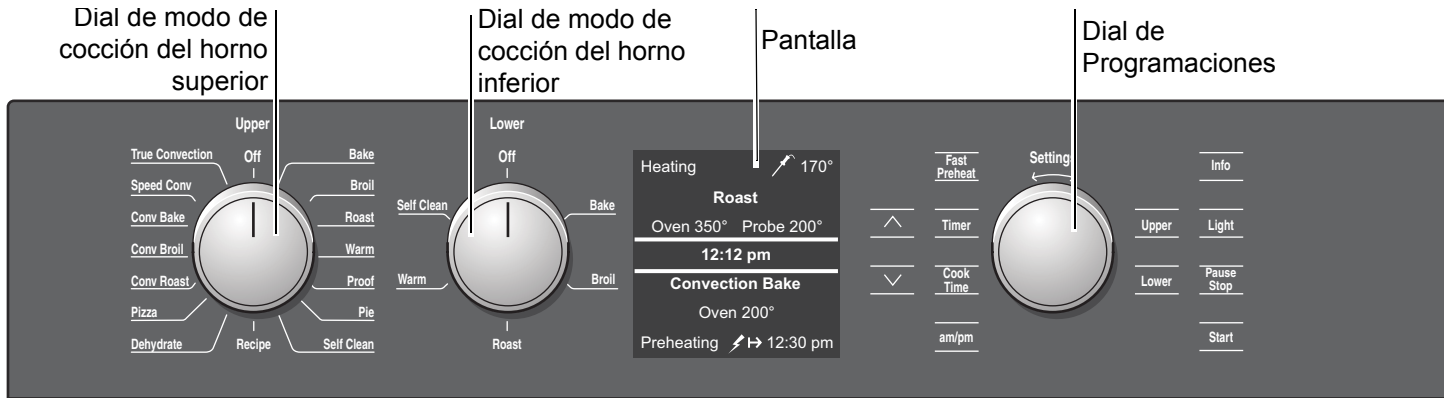 Dial de modo de
cocción del horno
superior
Dial de modo de
cocción del horno
inferior
Pantalla
Dial de
Programaciones
Upper
Off
True Convection
Speed Conv
Conv Bake
Conv Broil
Conv Roast
Pizza
Dehydrate
Recipe
Bake
Broil
Roast
Warm
Proof
Pie
Self Clean
Lower
Off
Self Clean
Warm
Bake
Broil
Roast
Heating 170°
Roast
Oven 350° Probe 200°
12:12 pm
Convection Bake
Oven 200°
Preheating 12:30 pm
Fast
Preheat
Timer
Cook
Time
am/pm
Settings
Upper
Lower
Info
Light
Pause
Stop
Start